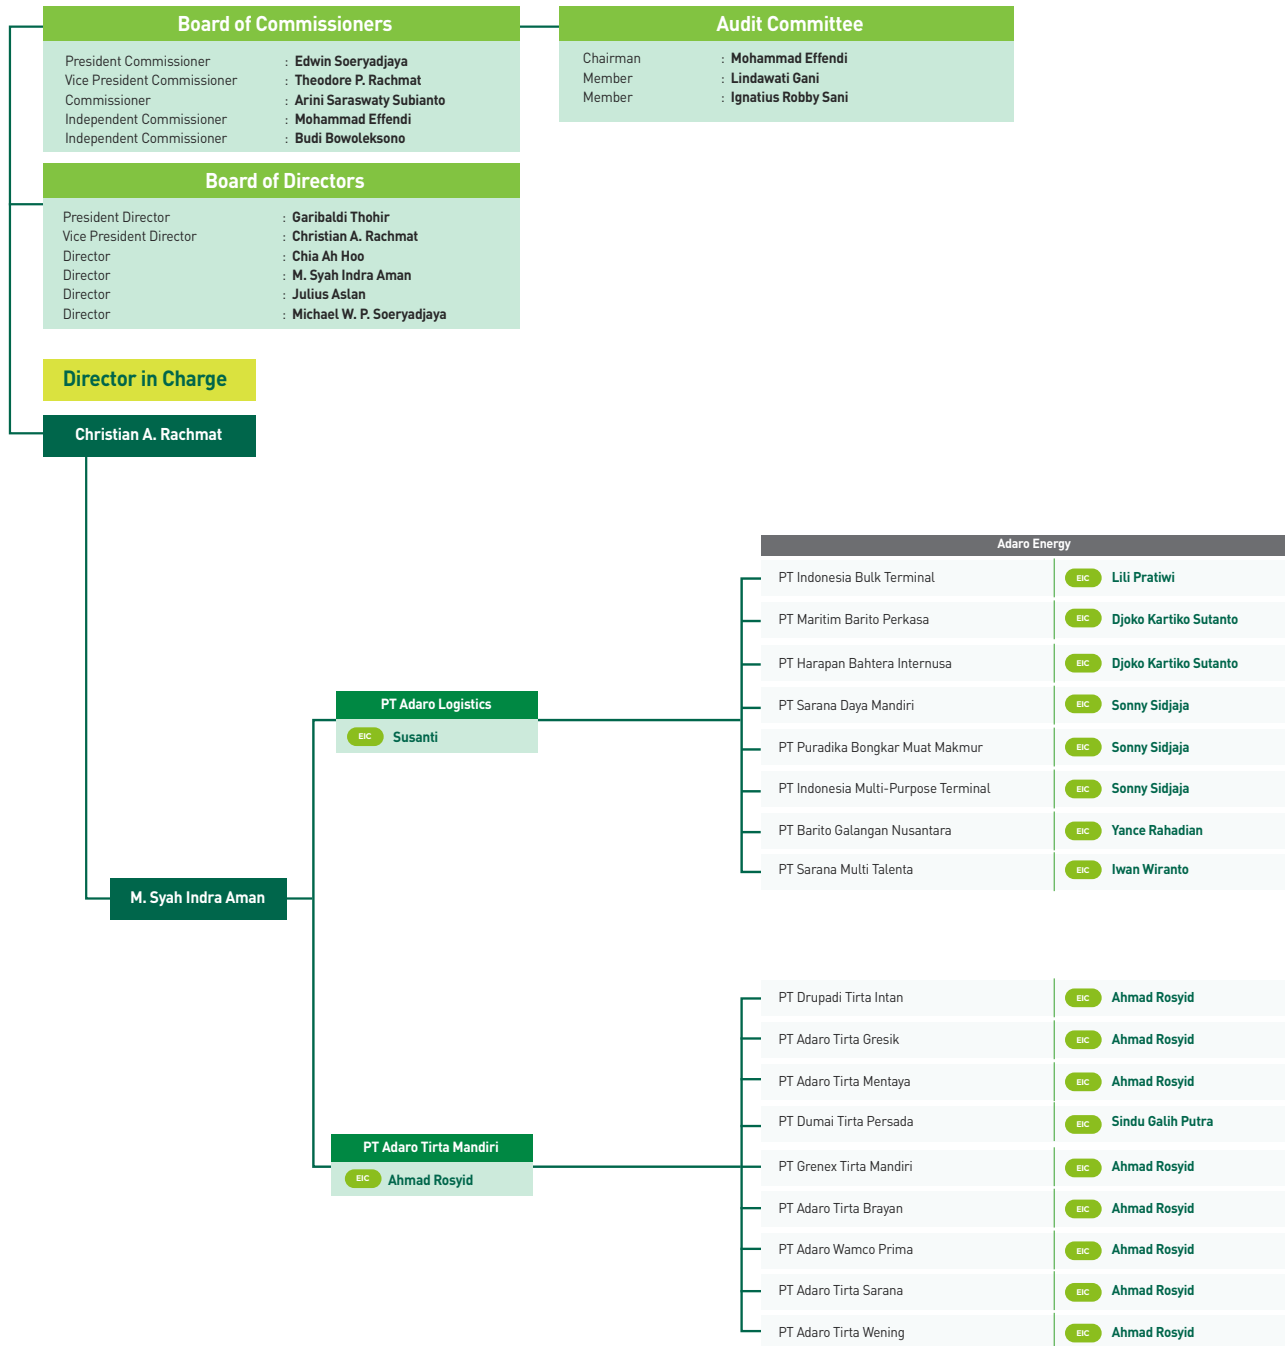 Board of Commissioners
President Commissioner : Edwin Soeryadjaya
Vice President Commissioner : Theodore P. Rachmat
Commissioner : Arini Saraswaty Subianto
Independent Commissioner : Mohammad Effendi
Independent Commissioner : Budi Bowoleksono
Audit Committee
Chairman : Mohammad Effendi
Member : Lindawati Gani
Member : Ignatius Robby Sani
Board of Directors
President Director : Garibaldi Thohir
Vice President Director : Christian A. Rachmat
Director : Chia Ah Hoo
Director : M. Syah Indra Aman
Director : Julius Aslan
Director : Michael W. P. Soeryadjaya
Director in Charge
Christian A. Rachmat
M. Syah Indra Aman
PT Adaro Logistics
EIC Susanti
Adaro Energy
PT Indonesia Bulk Terminal EIC Lili Pratiwi
PT Maritim Barito Perkasa EIC Djoko Kartiko Sutanto
PT Harapan Bahtera Internusa EIC Djoko Kartiko Sutanto
PT Sarana Daya Mandiri EIC Sonny Sidjaja
PT Puradika Bongkar Muat Makmur EIC Sonny Sidjaja
PT Indonesia Multi-Purpose Terminal EIC Sonny Sidjaja
PT Barito Galangan Nusantara EIC Yance Rahadian
PT Sarana Multi Talenta EIC Iwan Wiranto
PT Adaro Tirta Mandiri
EIC Ahmad Rosyid
PT Drupadi Tirta Intan EIC Ahmad Rosyid
PT Adaro Tirta Gresik EIC Ahmad Rosyid
PT Adaro Tirta Mentaya EIC Ahmad Rosyid
PT Dumai Tirta Persada EIC Sindu Galih Putra
PT Grenex Tirta Mandiri EIC Ahmad Rosyid
PT Adaro Tirta Brayan EIC Ahmad Rosyid
PT Adaro Wamco Prima EIC Ahmad Rosyid
PT Adaro Tirta Sarana EIC Ahmad Rosyid
PT Adaro Tirta Wening EIC Ahmad Rosyid